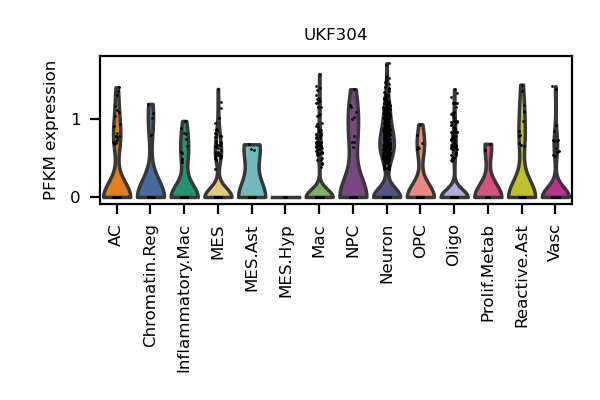 UKF304
PFKM expression
1
0
AC
Chromatin.Reg
Inflammatory.Mac
MES
MES.Ast
MES.Hyp
Mac
NPC
Neuron
OPC
Oligo
Prolif.Metab
Reactive.Ast
Vasc